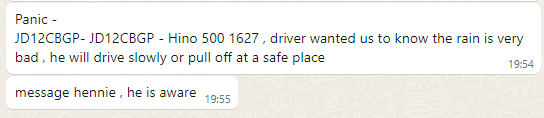 Panic -
JD12CBGP- JD12CBGP - Hino 500 1627 , driver wanted us to know the rain is very
bad , he will drive slowly or pull off at a safe place
19:54
message hennie , he is aware
19:55